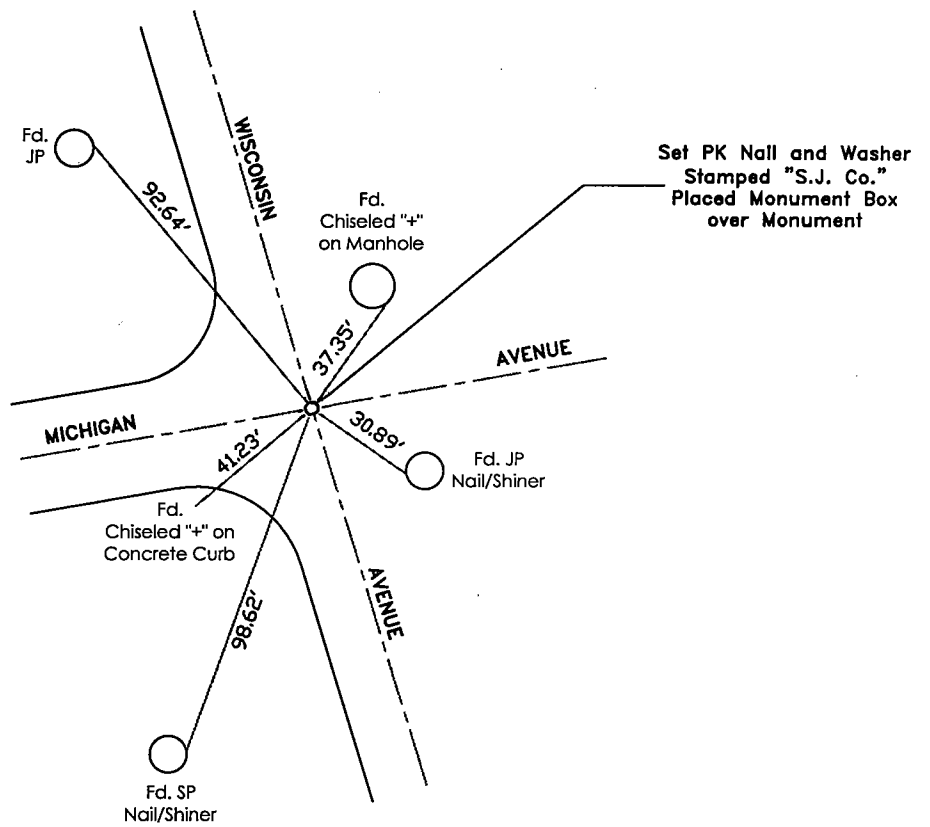 Fd.
JP
92.64'
WISCONSIN
Fd.
Chiseled "+"
on Manhole
Set PK Nail and Washer
Stamped "S.J. Co."
Placed Monument Box
over Monument
37.35'
AVENUE
MICHIGAN
41.23'
30.89'
Fd. JP
Nail/Shiner
Fd.
Chiseled "+" on
Concrete Curb
AVENUE
98.62'
Fd. SP
Nail/Shiner